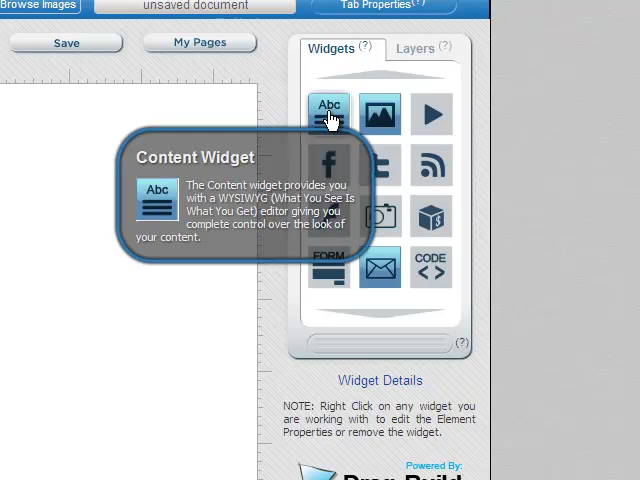 Browse Images
unsaved document
Tab Properties(?)
Save
My Pages
Widgets (?)
Layers (?)
Abc
Content Widget
Abc
The Content widget provides you
with a WYSIWYG (What You See Is
What You Get) editor giving you
complete control over the look of
your content.
FORM
CODE
< >
(?)
Widget Details
NOTE: Right Click on any widget you
are working with to edit the Element
Properties or remove the widget.
Powered By: